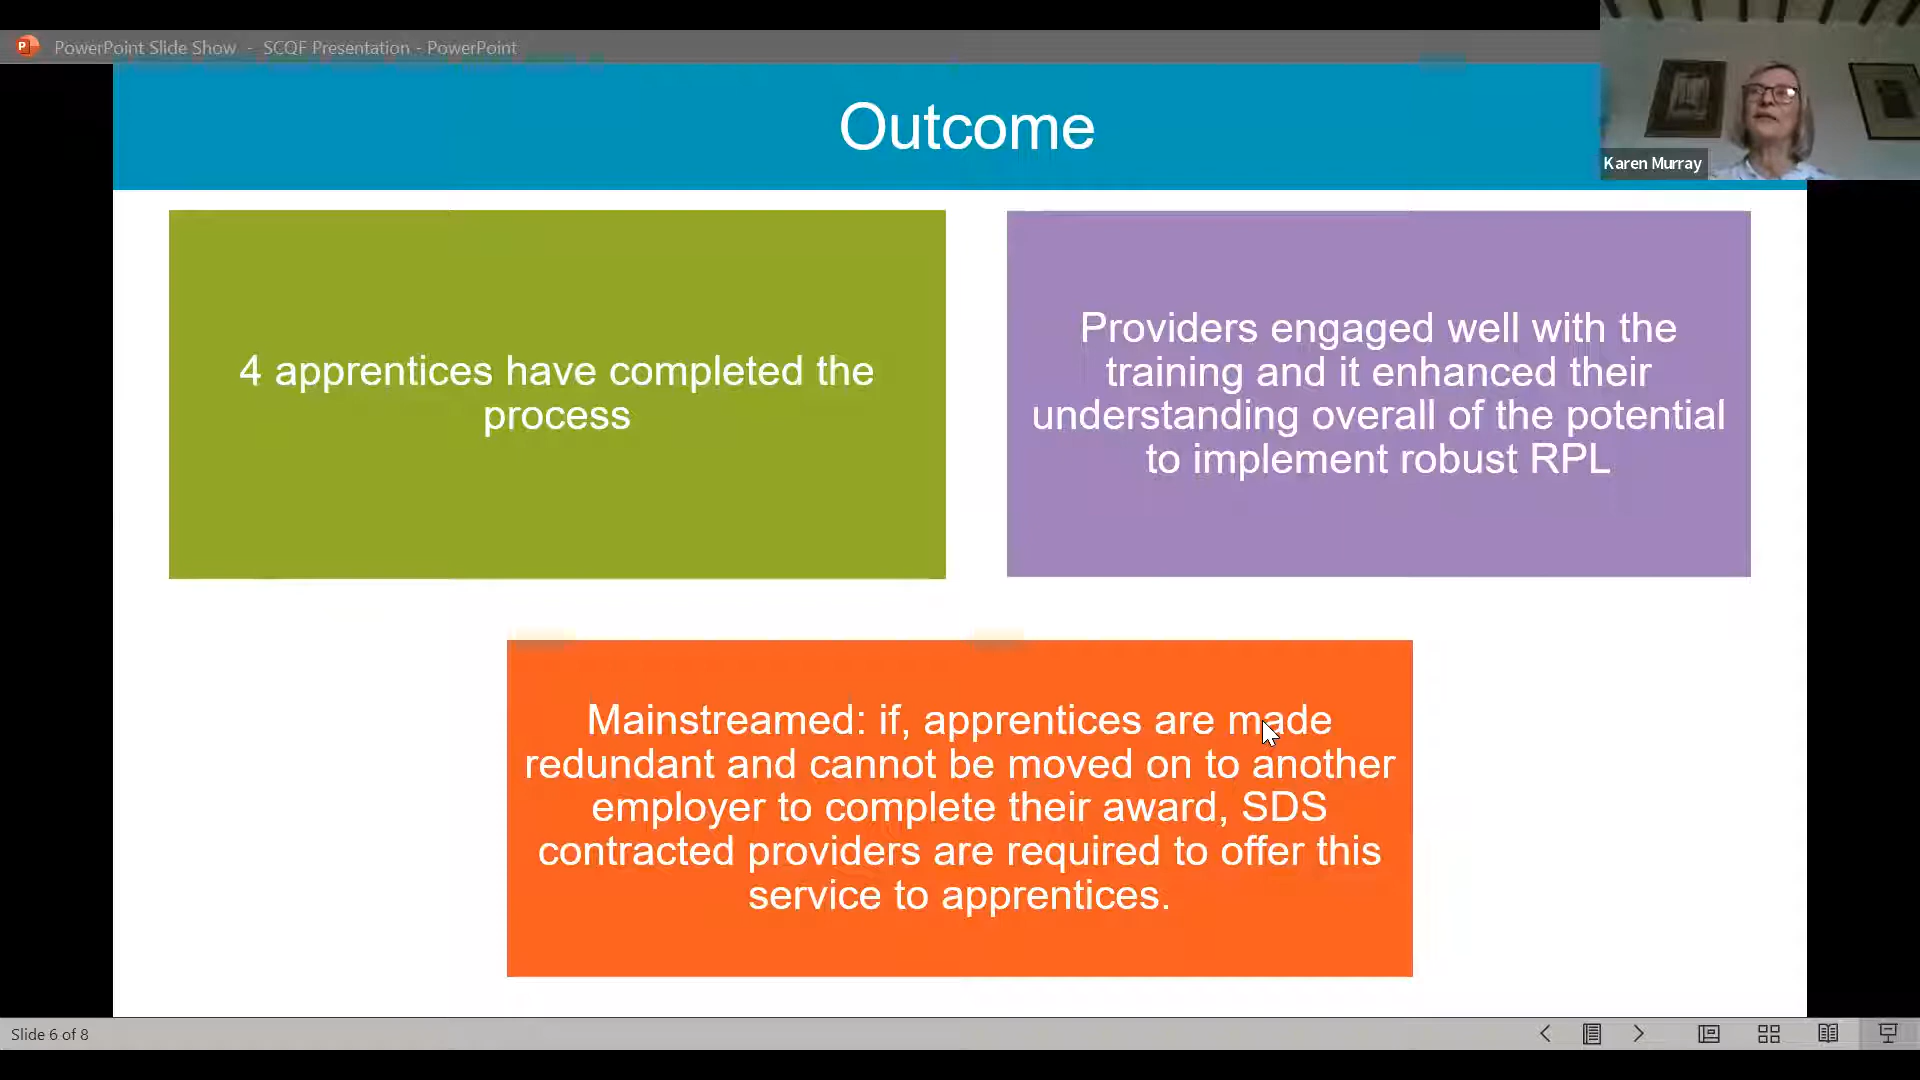 PowerPoint Slide Show - SCQF Presentation - PowerPoint
Outcome
Karen Murray
4 apprentices have completed the
process
Providers engaged well with the
training and it enhanced their
understanding overall of the potential
to implement robust RPL
Mainstreamed: if, apprentices are made
redundant and cannot be moved on to another
employer to complete their award, SDS
contracted providers are required to offer this
service to apprentices.
Slide 6 of 8